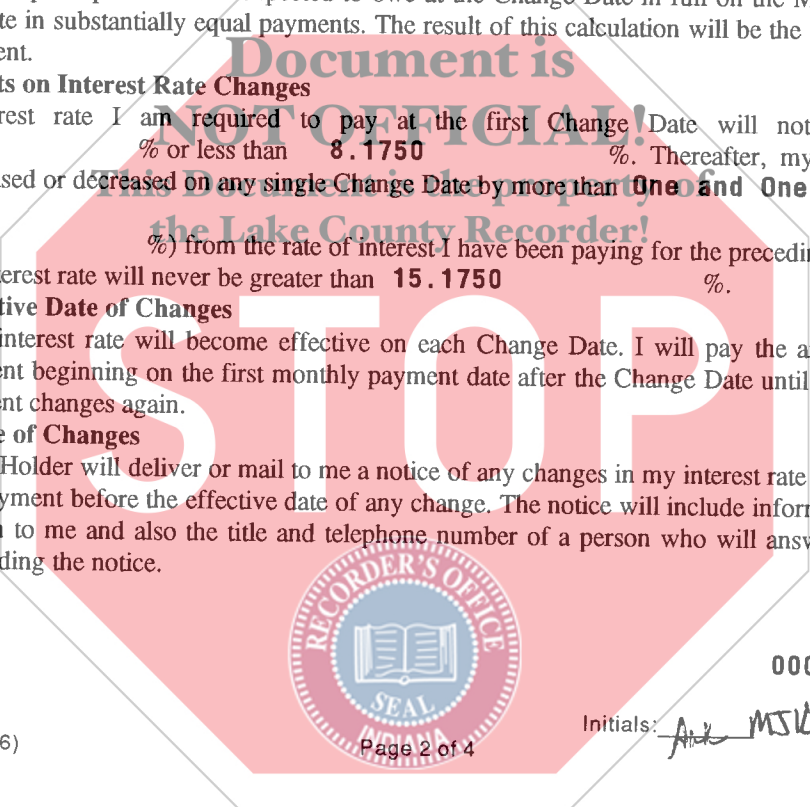 te in substantially equal payments. The result of this calculation will be the
ent.
Document is
ts on Interest Rate Changes
NOT OFFICIAL!
rest rate I am required to pay at the first Change Date will not
% or less than 8.1750 %. Thereafter, my
sed or decreased on any single Change Date by more than One and One
This Document is the property of
the Lake County Recorder!
%) from the rate of interest I have been paying for the precedin
erest rate will never be greater than 15.1750 %.
tive Date of Changes
interest rate will become effective on each Change Date. I will pay the a
nt beginning on the first monthly payment date after the Change Date until
nt changes again.
STOP
e of Changes
Holder will deliver or mail to me a notice of any changes in my interest rate
yment before the effective date of any change. The notice will include inform
n to me and also the title and telephone number of a person who will answ
ding the notice.
RECORDER'S OFFICE
SEAL
INDIANA
000
Initials: MJK
6)
Page 2 of 4